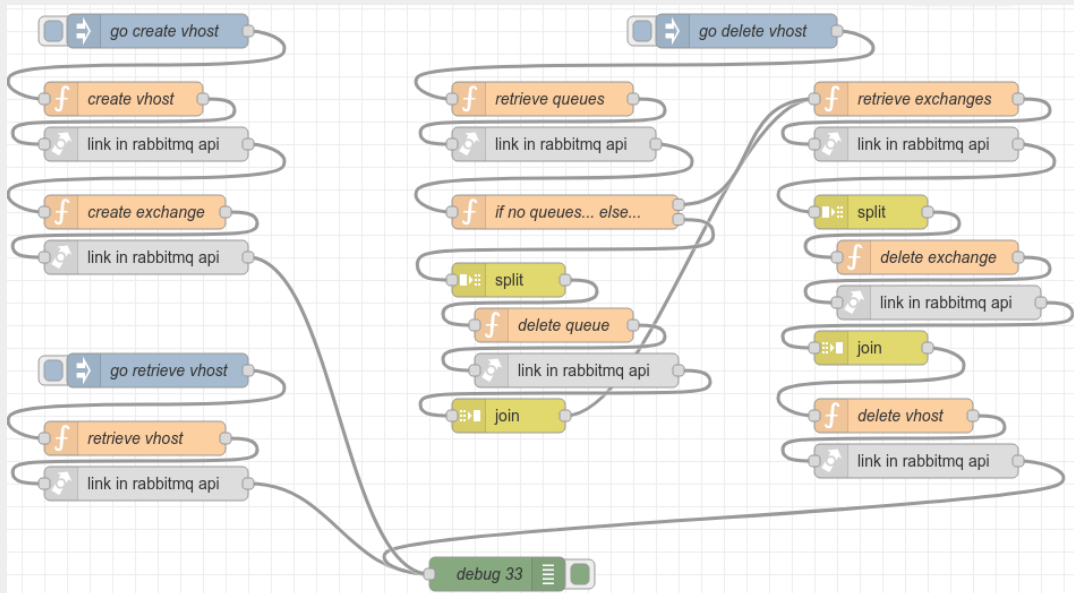 go create vhost
create vhost
link in rabbitmq api
create exchange
link in rabbitmq api
go retrieve vhost
retrieve vhost
link in rabbitmq api
go delete vhost
retrieve queues
link in rabbitmq api
if no queues... else...
split
delete queue
link in rabbitmq api
join
retrieve exchanges
link in rabbitmq api
split
delete exchange
link in rabbitmq api
join
delete vhost
link in rabbitmq api
debug 33